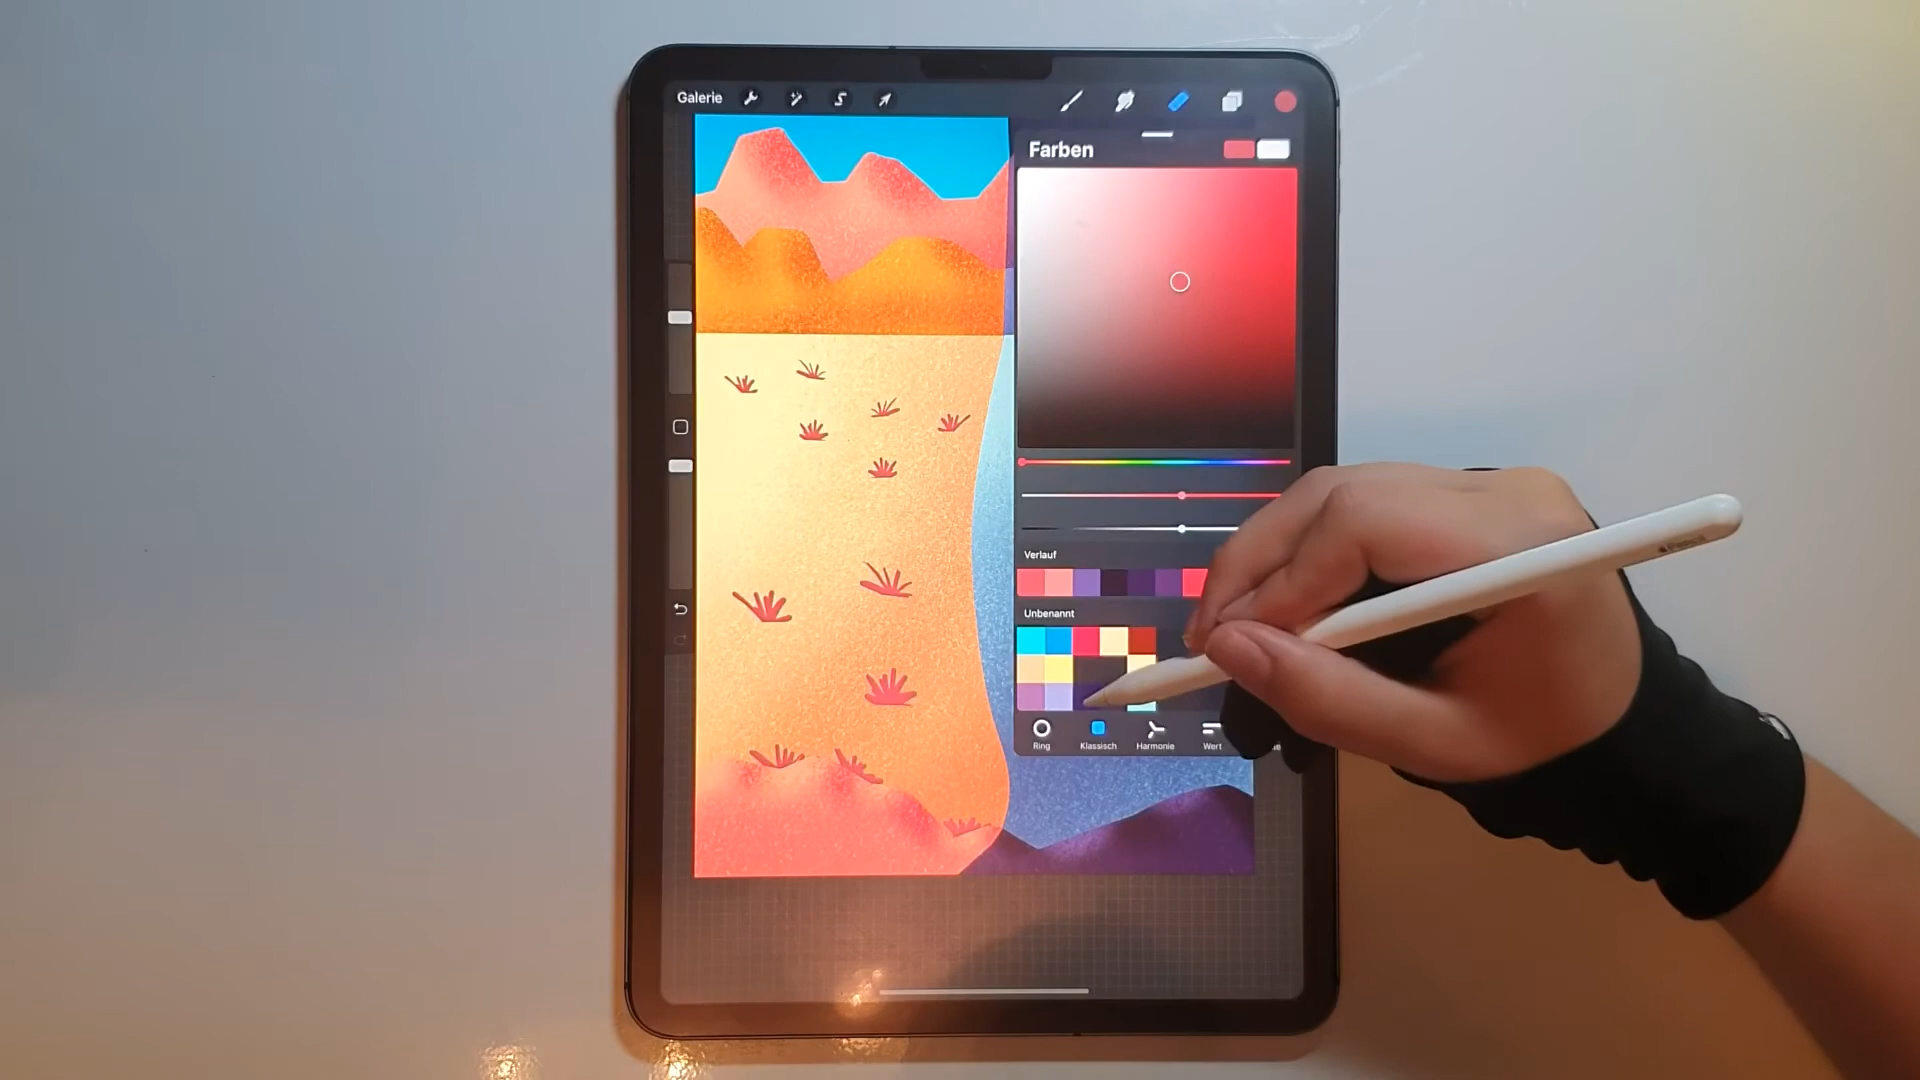 Galerie
Farben
Verlauf
Unbenannt
Ring
Klassisch
Harmonie
Wert